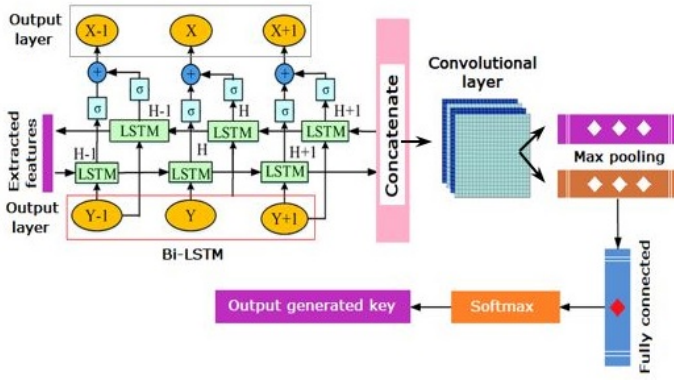 Output
layer
X-1
X
X+1
+
+
+
σ
σ
σ
σ
σ
σ
H-1
H
H+1
LSTM
LSTM
LSTM
Extracted
features
H-1
H
H+1
LSTM
LSTM
LSTM
Output
layer
Y-1
Y
Y+1
Bi-LSTM
Concatenate
Convolutional
layer
Max pooling
Fully connected
Softmax
Output generated key